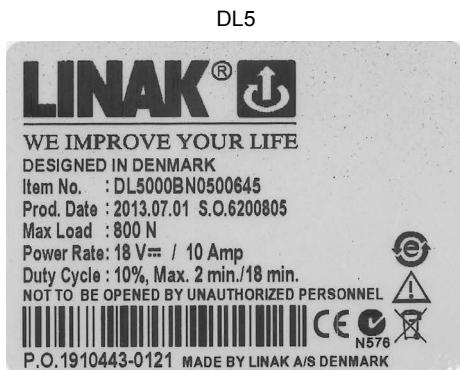 DL5
LINAK®
WE IMPROVE YOUR LIFE
DESIGNED IN DENMARK
Item No. : DL5000BN0500645
Prod. Date : 2013.07.01 S.O.6200805
Max Load : 800 N
Power Rate: 18 V⎓ / 10 Amp
Duty Cycle : 10%, Max. 2 min./18 min.
NOT TO BE OPENED BY UNAUTHORIZED PERSONNEL
e
CE
N576
P.O.1910443-0121 MADE BY LINAK A/S DENMARK